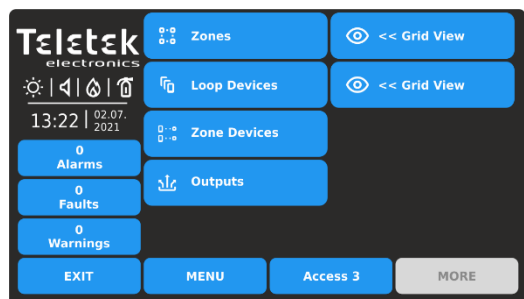 Teletek
electronics
13:22 02.07.
2021
0
Alarms
0
Faults
0
Warnings
Zones
<< Grid View
Loop Devices
<< Grid View
Zone Devices
Outputs
EXIT
MENU
Access 3
MORE